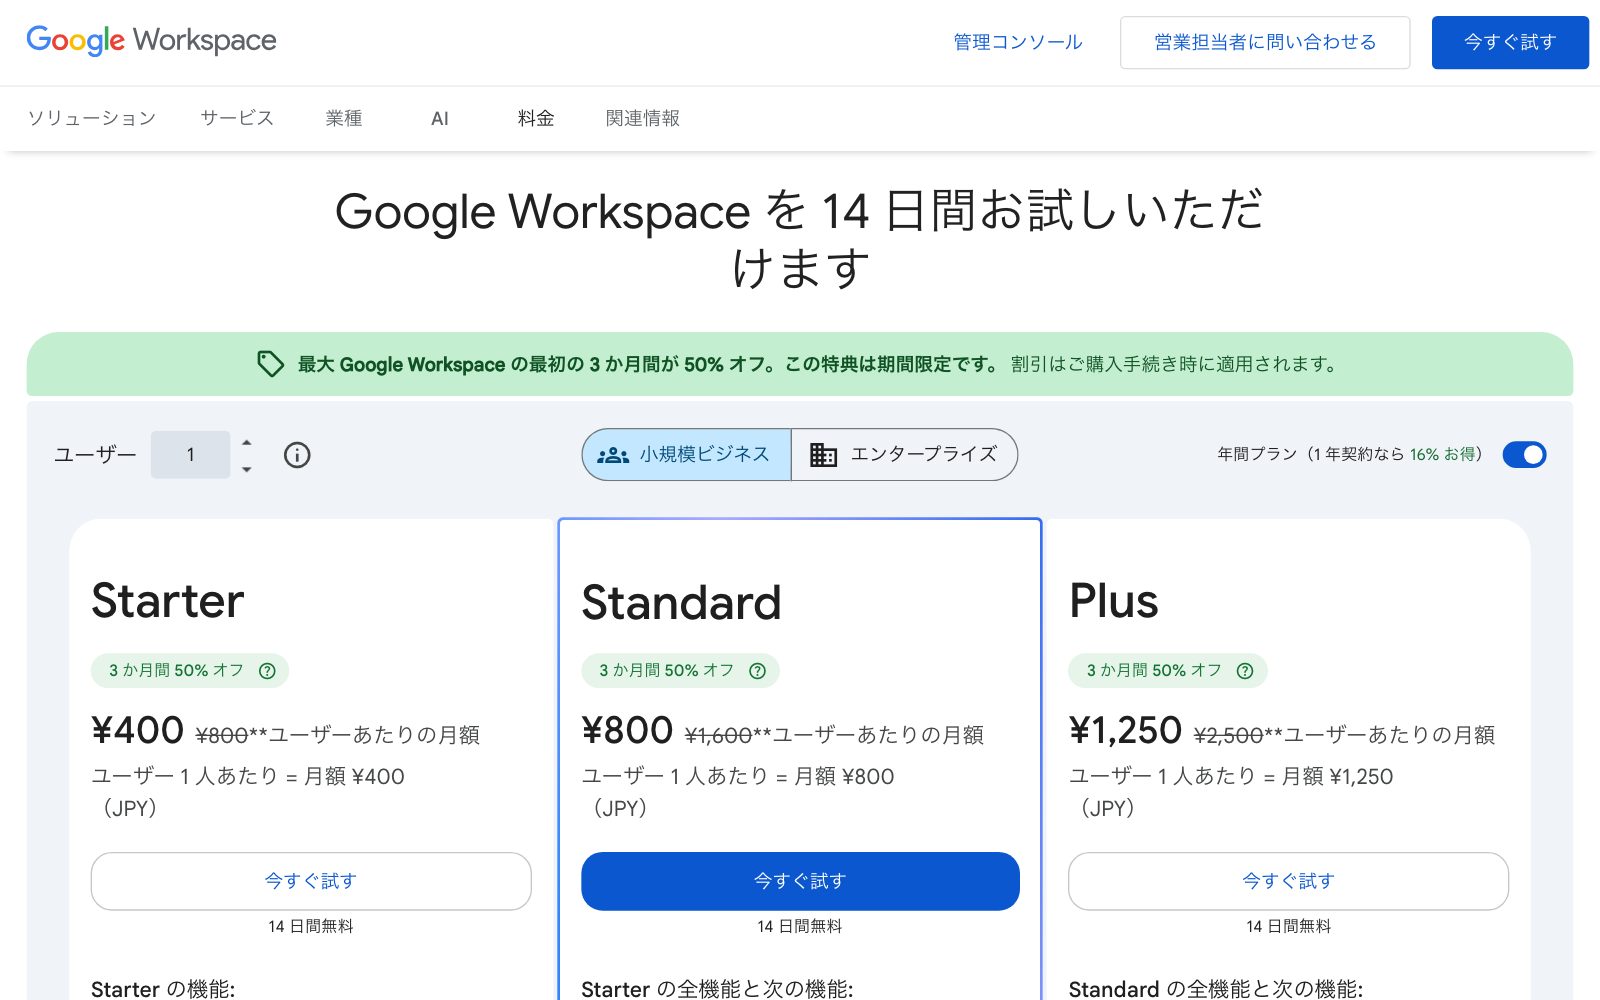 Google Workspace
管理コンソール
営業担当者に問い合わせる
今すぐ試す
ソリューション
サービス
業種
AI
料金
関連情報
Google Workspace を 14 日間お試しいただ
けます
最大 Google Workspace の最初の 3 か月間が 50% オフ。この特典は期間限定です。 割引はご購入手続き時に適用されます。
ユーザー
1
小規模ビジネス
エンタープライズ
年間プラン（1 年契約なら 16% お得）
Starter
3 か月間 50% オフ
¥400 ¥800**ユーザーあたりの月額
ユーザー 1 人あたり = 月額 ¥400
（JPY）
今すぐ試す
14 日間無料
Starter の機能:
Standard
3 か月間 50% オフ
¥800 ¥1,600**ユーザーあたりの月額
ユーザー 1 人あたり = 月額 ¥800
（JPY）
今すぐ試す
14 日間無料
Starter の全機能と次の機能:
Plus
3 か月間 50% オフ
¥1,250 ¥2,500**ユーザーあたりの月額
ユーザー 1 人あたり = 月額 ¥1,250
（JPY）
今すぐ試す
14 日間無料
Standard の全機能と次の機能: